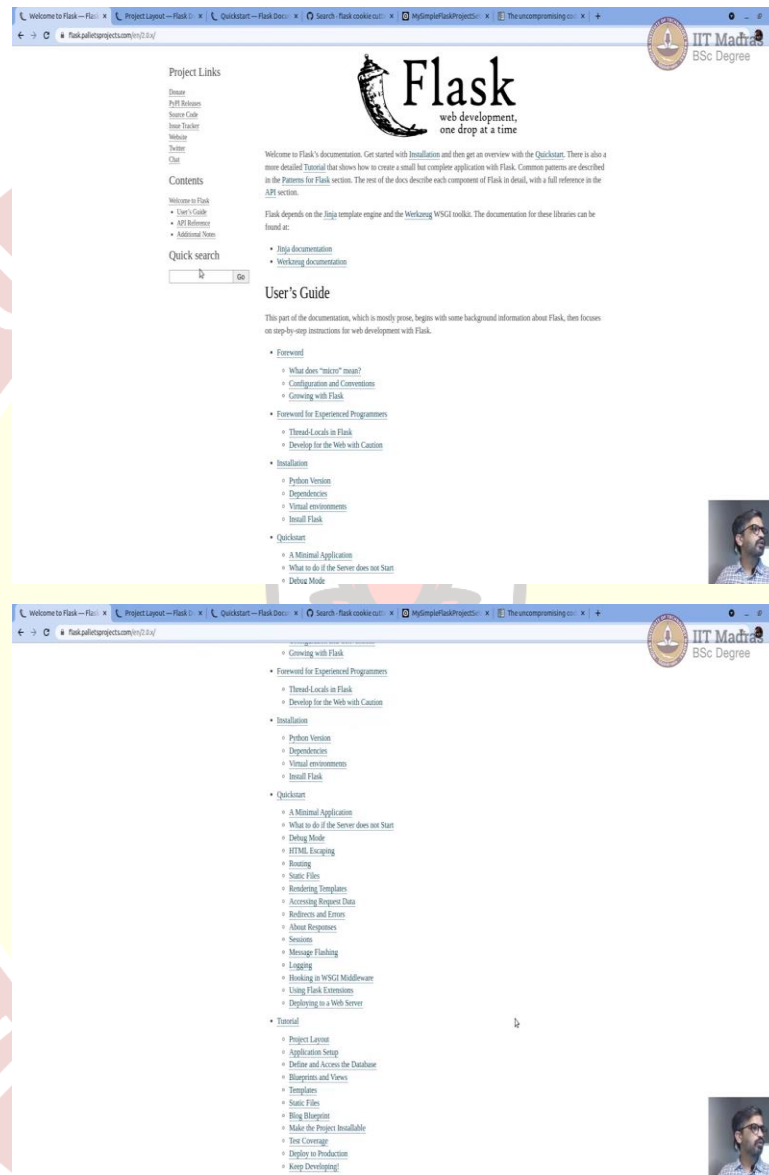 Welcome to Flask — Flas
Project Layout — Flask D
Quickstart — Flask Docu
Search · flask cookie cutt
MySimpleFlaskProjectSet
The uncompromising co
flask.palletsprojects.com/en/2.0.x/
IIT Madras
BSc Degree
Project Links
Donate
PyPI Releases
Source Code
Issue Tracker
Website
Twitter
Chat
Contents
Welcome to Flask
User's Guide
API Reference
Additional Notes
Quick search
Go
Flask
web development,
one drop at a time
Welcome to Flask's documentation. Get started with Installation and then get an overview with the Quickstart. There is also a
more detailed Tutorial that shows how to create a small but complete application with Flask. Common patterns are described
in the Patterns for Flask section. The rest of the docs describe each component of Flask in detail, with a full reference in the
API section.
Flask depends on the Jinja template engine and the Werkzeug WSGI toolkit. The documentation for these libraries can be
found at:
Jinja documentation
Werkzeug documentation
User's Guide
This part of the documentation, which is mostly prose, begins with some background information about Flask, then focuses
on step-by-step instructions for web development with Flask.
Foreword
What does "micro" mean?
Configuration and Conventions
Growing with Flask
Foreword for Experienced Programmers
Thread-Locals in Flask
Develop for the Web with Caution
Installation
Python Version
Dependencies
Virtual environments
Install Flask
Quickstart
A Minimal Application
What to do if the Server does not Start
Debug Mode
Welcome to Flask — Flas
Project Layout — Flask D
Quickstart — Flask Docu
Search · flask cookie cutt
MySimpleFlaskProjectSet
The uncompromising co
flask.palletsprojects.com/en/2.0.x/
IIT Madras
BSc Degree
Growing with Flask
Foreword for Experienced Programmers
Thread-Locals in Flask
Develop for the Web with Caution
Installation
Python Version
Dependencies
Virtual environments
Install Flask
Quickstart
A Minimal Application
What to do if the Server does not Start
Debug Mode
HTML Escaping
Routing
Static Files
Rendering Templates
Accessing Request Data
Redirects and Errors
About Responses
Sessions
Message Flashing
Logging
Hooking in WSGI Middleware
Using Flask Extensions
Deploying to a Web Server
Tutorial
Project Layout
Application Setup
Define and Access the Database
Blueprints and Views
Templates
Static Files
Blog Blueprint
Make the Project Installable
Test Coverage
Deploy to Production
Keep Developing!